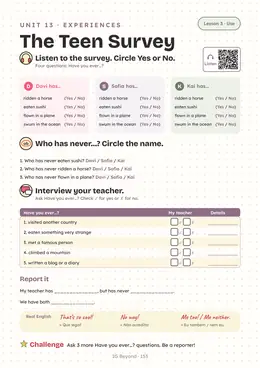 UNIT 13 · EXPERIENCES
Lesson 3 · Use
The Teen Survey
Listen to the survey. Circle Yes or No.
Four questions: Have you ever...?
Listen
D Davi has...
ridden a horse (Yes / No)
eaten sushi (Yes / No)
flown in a plane (Yes / No)
swum in the ocean (Yes / No)
S Sofia has...
ridden a horse (Yes / No)
eaten sushi (Yes / No)
flown in a plane (Yes / No)
swum in the ocean (Yes / No)
K Kai has...
ridden a horse (Yes / No)
eaten sushi (Yes / No)
flown in a plane (Yes / No)
swum in the ocean (Yes / No)
Who has never...? Circle the name.
1. Who has never eaten sushi? Davi / Sofia / Kai
2. Who has never ridden a horse? Davi / Sofia / Kai
3. Who has never flown in a plane? Davi / Sofia / Kai
Interview your teacher.
Ask Have you ever...? Check ✓ for yes or ✗ for no.
Have you ever...? My teacher Details
1. visited another country
2. eaten something very strange
3. met a famous person
4. climbed a mountain
5. written a blog or a diary
Report it
My teacher has ____________, but has never ____________.
We have both ____________.
Real English
That's so cool!
= Que legal!
No way!
= Não acredito!
Me too! / Me neither.
= Eu também / nem eu.
Challenge Ask 3 more Have you ever...? questions. Be a reporter!